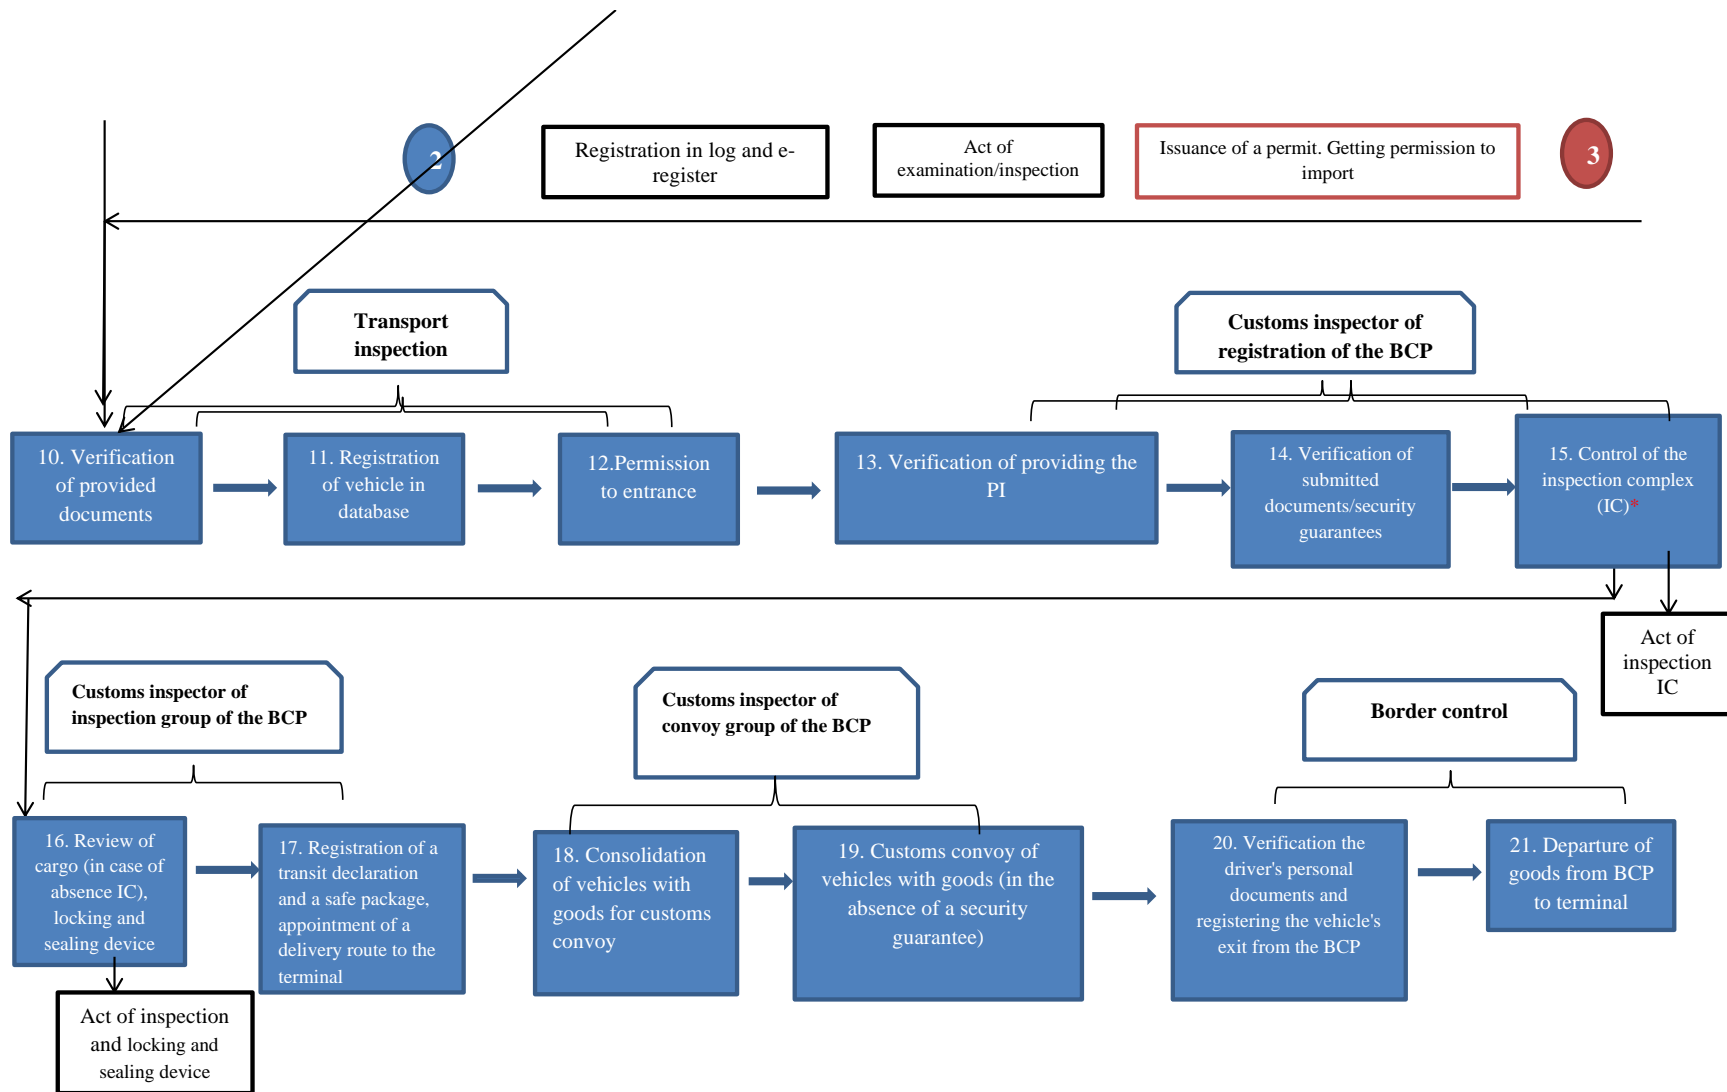 2
Registration in log and e-
register
Act of
examination/inspection
Issuance of a permit. Getting permission to
import
3
Transport
inspection
Customs inspector of
registration of the BCP
10. Verification
of provided
documents
11. Registration
of vehicle in
database
12.Permission
to entrance
13. Verification of providing the
PI
14. Verification of
submitted
documents/security
guarantees
15. Control of the
inspection complex
(IC)*
Act of
inspection
IC
Customs inspector of
inspection group of the BCP
Customs inspector of
convoy group of the BCP
Border control
16. Review of
cargo (in case of
absence IC),
locking and
sealing device
17. Registration of a
transit declaration
and a safe package,
appointment of a
delivery route to the
terminal
18. Consolidation
of vehicles with
goods for customs
convoy
19. Customs convoy of
vehicles with goods (in the
absence of a security
guarantee)
20. Verification the
driver's personal
documents and
registering the vehicle's
exit from the BCP
21. Departure of
goods from BCP
to terminal
Act of inspection
and locking and
sealing device